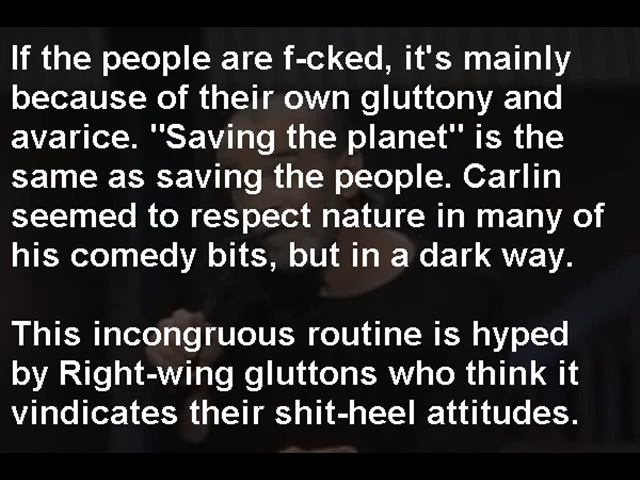 If the people are f-cked, it's mainly
because of their own gluttony and
avarice. "Saving the planet" is the
same as saving the people. Carlin
seemed to respect nature in many of
his comedy bits, but in a dark way.
This incongruous routine is hyped
by Right-wing gluttons who think it
vindicates their shit-heel attitudes.